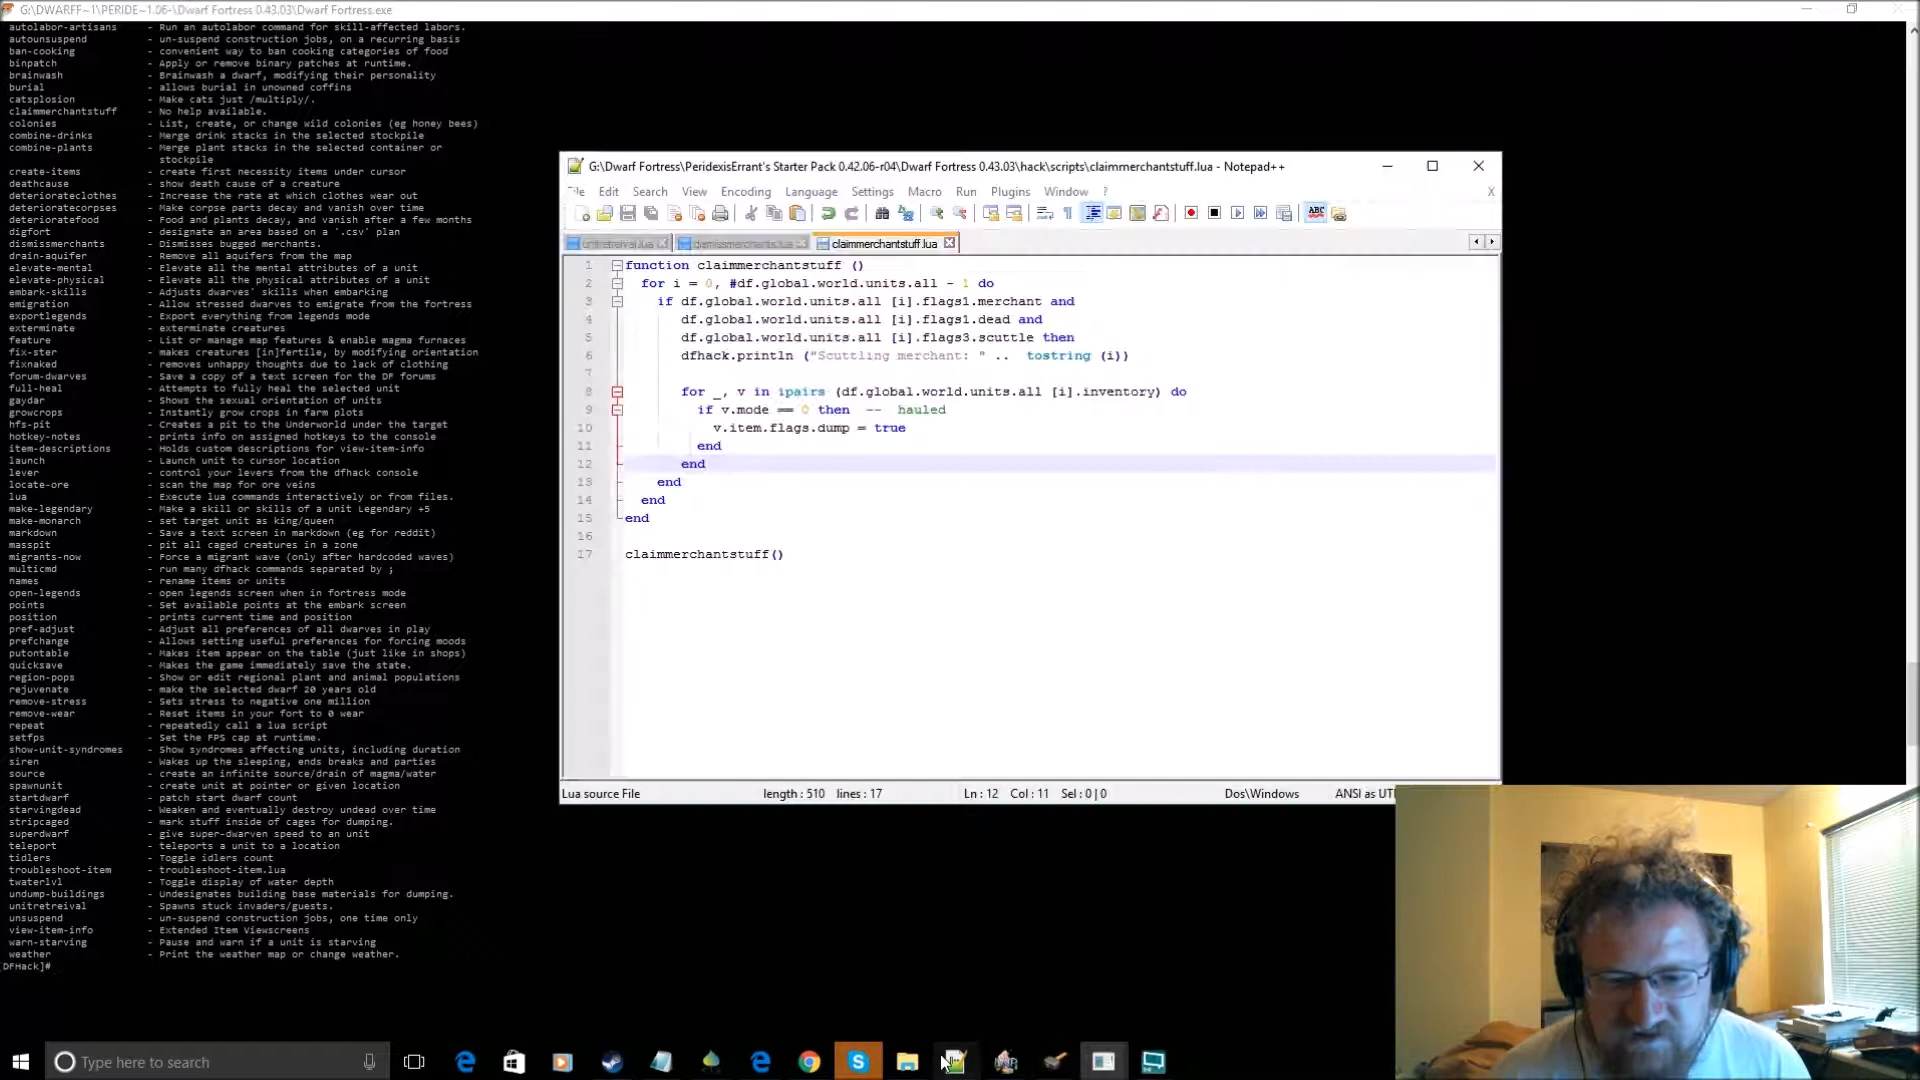 G:\DWARFF~1\PERIDE~1.06-\Dwarf Fortress 0.43.03\Dwarf Fortress.exe
autolabor-artisans - Run an autolabor command for skill-affected labors.
autounsuspend - un-suspend construction jobs, on a recurring basis
ban-cooking - convenient way to ban cooking categories of food
binpatch - Apply or remove binary patches at runtime.
brainwash - Brainwash a dwarf, modifying their personality
burial - allows burial in unowned coffins
catsplosion - Make cats just /multiply/.
claimmerchantstuff - No help available.
colonies - List, create, or change wild colonies (eg honey bees)
combine-drinks - Merge drink stacks in the selected stockpile
combine-plants - Merge plant stacks in the selected container or
stockpile
create-items - create first necessity items under cursor
deathcause - show death cause of a creature
deteriorateclothes - Increase the rate at which clothes wear out
deterioratecorpses - Make corpse parts decay and vanish over time
deterioratefood - Food and plants decay, and vanish after a few months
digfort - designate an area based on a '.csv' plan
dismissmerchants - Dismisses bugged merchants.
drain-aquifer - Remove all aquifers from the map
elevate-mental - Elevate all the mental attributes of a unit
elevate-physical - Elevate all the physical attributes of a unit
embark-skills - Adjusts dwarves' skills when embarking
emigration - Allow stressed dwarves to emigrate from the fortress
exportlegends - Export everything from legends mode
exterminate - exterminate creatures
feature - List or manage map features & enable magma furnaces
fix-ster - makes creatures [in]fertile, by modifying orientation
fixnaked - removes unhappy thoughts due to lack of clothing
forum-dwarves - Save a copy of a text screen for the DF forums
full-heal - Attempts to fully heal the selected unit
gaydar - Shows the sexual orientation of units
growcrops - Instantly grow crops in farm plots
hfs-pit - Creates a pit to the Underworld under the target
hotkey-notes - prints info on assigned hotkeys to the console
item-descriptions - Holds custom descriptions for view-item-info
launch - Launch unit to cursor location
lever - control your levers from the dfhack console
locate-ore - scan the map for ore veins
lua - Execute lua commands interactively or from files.
make-legendary - Make a skill or skills of a unit Legendary +5
make-monarch - set target unit as king/queen
markdown - Save a text screen in markdown (eg for reddit)
masspit - pit all caged creatures in a zone
migrants-now - Force a migrant wave (only after hardcoded waves)
multicmd - run many dfhack commands separated by ;
names - rename items or units
open-legends - open legends screen when in fortress mode
points - Set available points at the embark screen
position - prints current time and position
pref-adjust - Adjust all preferences of all dwarves in play
prefchange - Allows setting useful preferences for forcing moods
putontable - Makes item appear on the table (just like in shops)
quicksave - Makes the game immediately save the state.
region-pops - Show or edit regional plant and animal populations
rejuvenate - make the selected dwarf 20 years old
remove-stress - Sets stress to negative one million
remove-wear - Reset items in your fort to 0 wear
repeat - repeatedly call a lua script
setfps - Set the FPS cap at runtime.
show-unit-syndromes - Show syndromes affecting units, including duration
siren - Wakes up the sleeping, ends breaks and parties
source - create an infinite source/drain of magma/water
spawnunit - create unit at pointer or given location
startdwarf - patch start dwarf count
starvingdead - Weaken and eventually destroy undead over time
stripcaged - mark stuff inside of cages for dumping.
superdwarf - give super-dwarven speed to an unit
teleport - teleports a unit to a location
tidlers - Toggle idlers count
troubleshoot-item - troubleshoot-item.lua
twaterlvl - Toggle display of water depth
undump-buildings - Undesignates building base materials for dumping.
unitretreival - Spawns stuck invaders/guests.
unsuspend - un-suspend construction jobs, one time only
view-item-info - Extended Item Viewscreens
warn-starving - Pause and warn if a unit is starving
weather - Print the weather map or change weather.
[DFHack]#
G:\Dwarf Fortress\PeridexisErrant's Starter Pack 0.42.06-r04\Dwarf Fortress 0.43.03\hack\scripts\claimmerchantstuff.lua - Notepad++
File Edit Search View Encoding Language Settings Macro Run Plugins Window ? X
unitretreival.lua dismissmerchants.lua claimmerchantstuff.lua
1 function claimmerchantstuff ()
2 for i = 0, #df.global.world.units.all - 1 do
3 if df.global.world.units.all [i].flags1.merchant and
4 df.global.world.units.all [i].flags1.dead and
5 df.global.world.units.all [i].flags3.scuttle then
6 dfhack.println ("Scuttling merchant: " .. tostring (i))
7
8 for _, v in ipairs (df.global.world.units.all [i].inventory) do
9 if v.mode == 0 then -- hauled
10 v.item.flags.dump = true
11 end
12 end
13 end
14 end
15 end
16
17 claimmerchantstuff()
Lua source File length : 510 lines : 17 Ln : 12 Col : 11 Sel : 0 | 0 Dos\Windows ANSI as UT
Type here to search